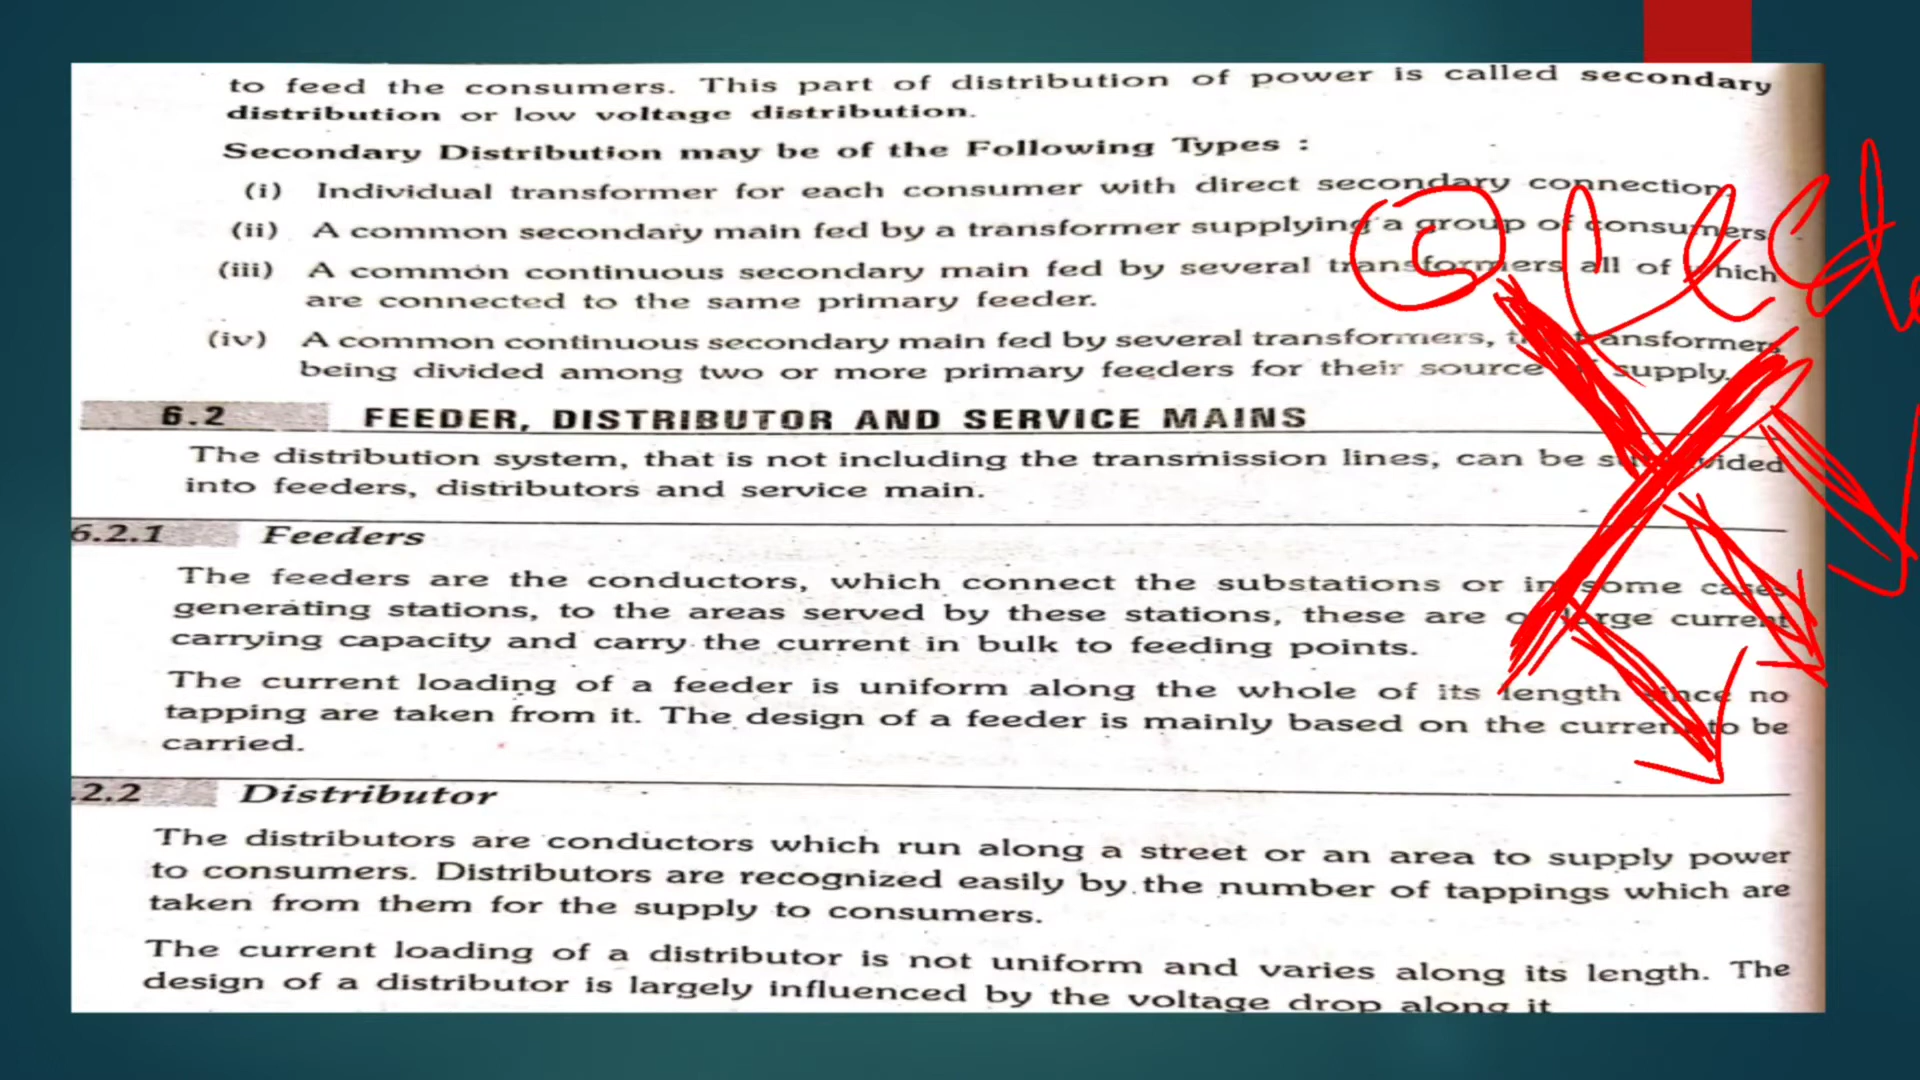 to feed the consumers. This part of distribution of power is called secondary
distribution or low voltage distribution.
Secondary Distribution may be of the Following Types :
(i) Individual transformer for each consumer with direct secondary connection.
(ii) A common secondary main fed by a transformer supplying a group of consumers.
(iii) A common continuous secondary main fed by several transformers all of which
are connected to the same primary feeder.
(iv) A common continuous secondary main fed by several transformers, transformers
being divided among two or more primary feeders for their source supply.
6.2 FEEDER, DISTRIBUTOR AND SERVICE MAINS
The distribution system, that is not including the transmission lines, can be
into feeders, distributors and service main.
6.2.1 Feeders
The feeders are the conductors, which connect the substations or in some cases
generating stations, to the areas served by these stations, these are large current
carrying capacity and carry the current in bulk to feeding points.
The current loading of a feeder is uniform along the whole of its length since no
tapping are taken from it. The design of a feeder is mainly based on the current to be
carried.
.2.2 Distributor
The distributors are conductors which run along a street or an area to supply power
to consumers. Distributors are recognized easily by the number of tappings which are
taken from them for the supply to consumers.
The current loading of a distributor is not uniform and varies along its length. The
design of a distributor is largely influenced by the voltage drop along it